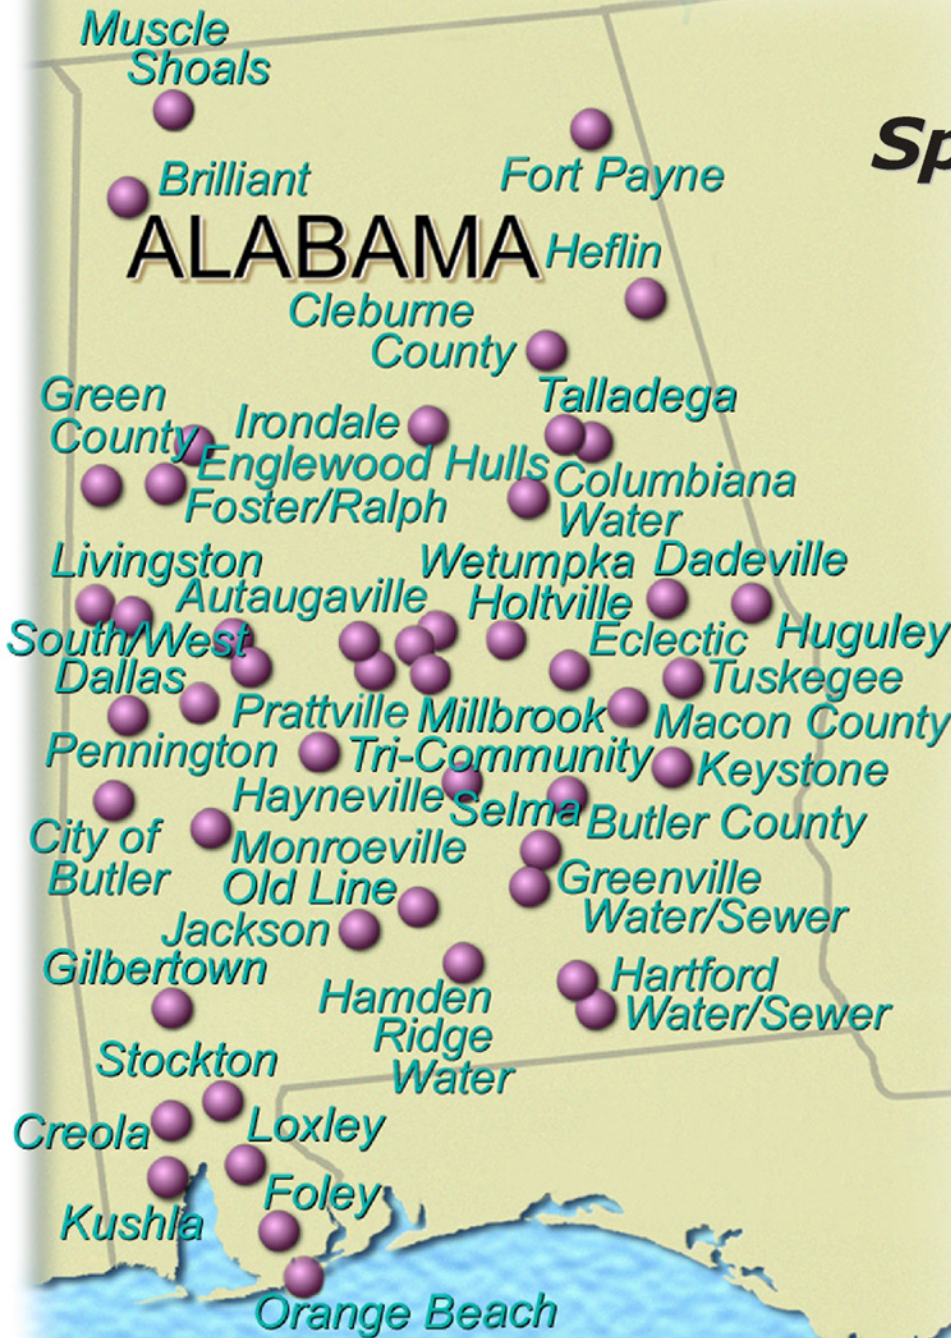 Muscle
Shoals
Sp
Fort Payne
Brilliant
ALABAMA
Heflin
Cleburne
County
Talladega
Green
County
Irondale
Englewood Hulls
Columbiana
Water
Foster/Ralph
Livingston
Wetumpka
Dadeville
Autaugaville
Holtville
Eclectic
Huguley
South/West
Dallas
Tuskegee
Prattville
Millbrook
Macon County
Pennington
Tri-Community
Keystone
Hayneville
Selma
Butler County
City of
Butler
Monroeville
Old Line
Greenville
Water/Sewer
Jackson
Gilbertown
Hamden
Ridge
Water
Hartford
Water/Sewer
Stockton
Creola
Loxley
Foley
Kushla
Orange Beach